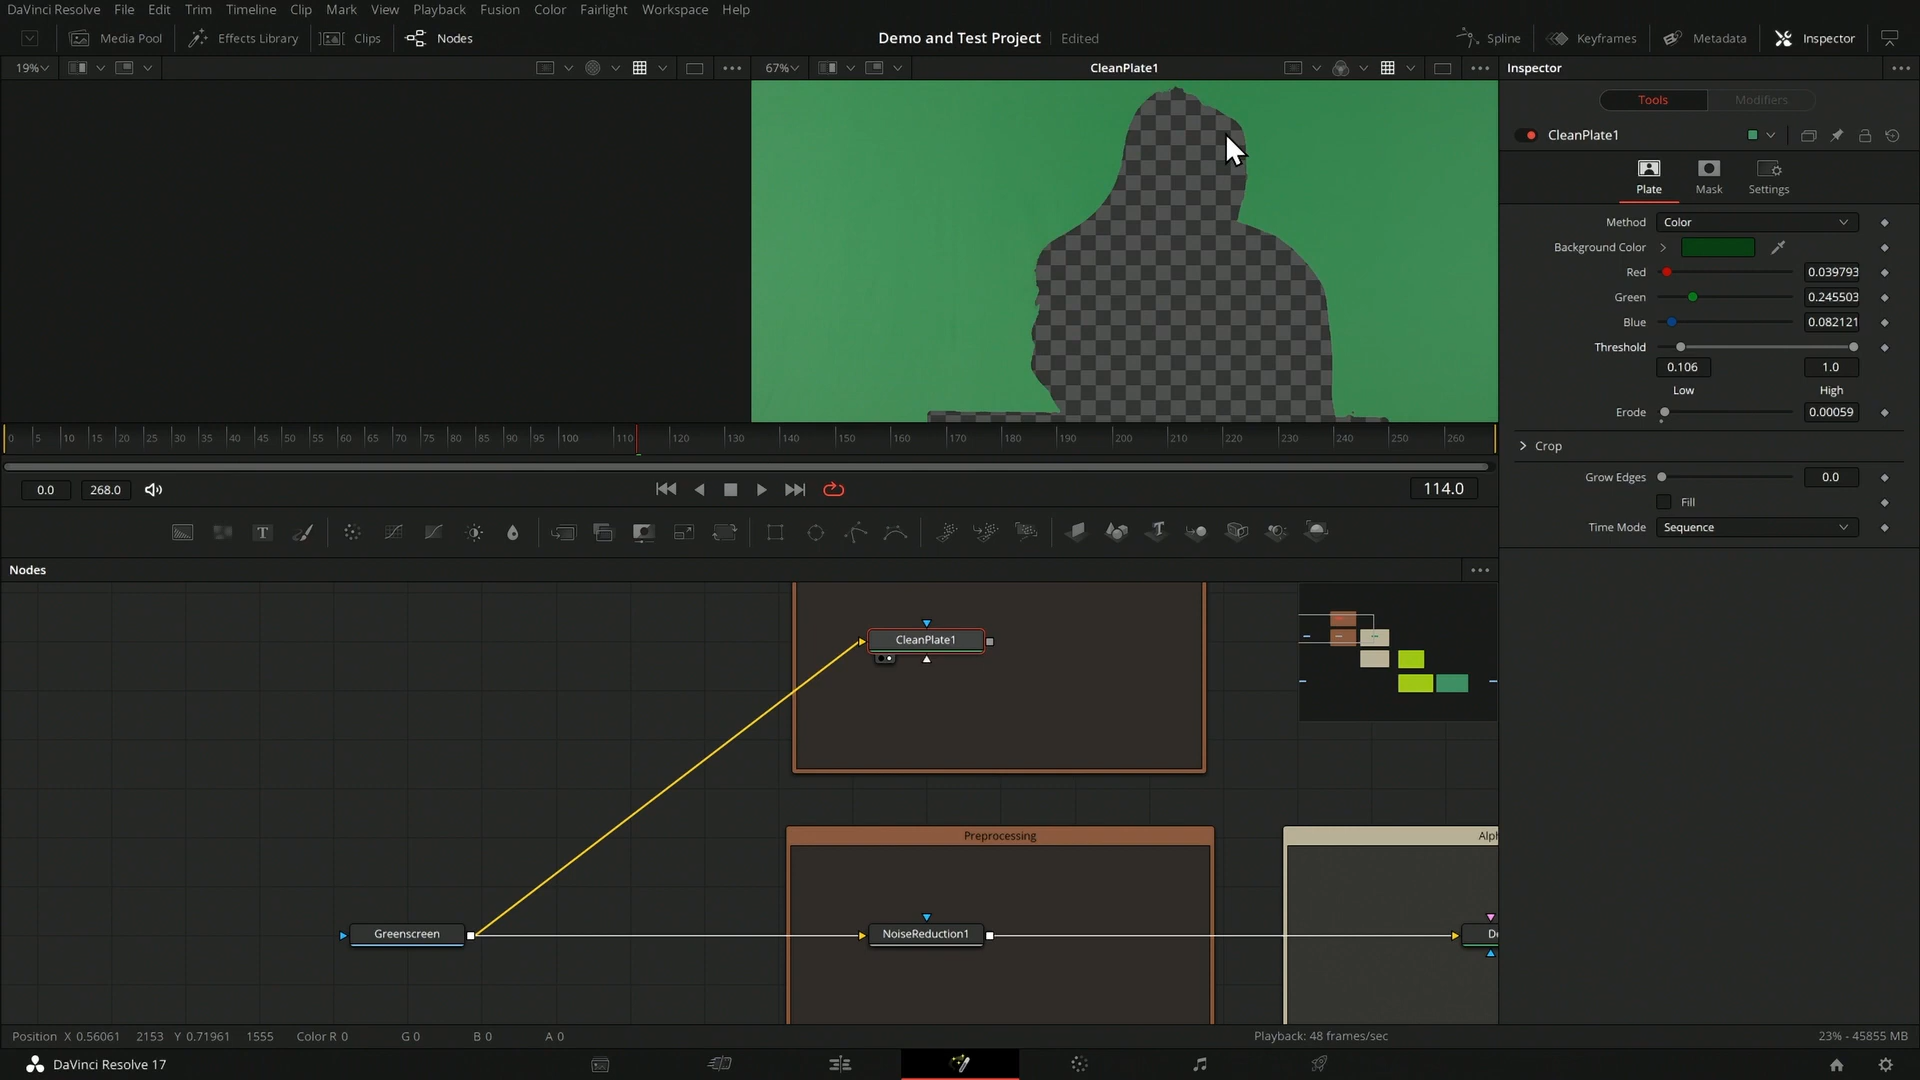 DaVinci Resolve File Edit Trim Timeline Clip Mark View Playback Fusion Color Fairlight Workspace Help
Media Pool Effects Library Clips Nodes Demo and Test Project Edited Spline Keyframes Metadata Inspector
19% 67% CleanPlate1 Inspector
Tools Modifiers
CleanPlate1
Plate Mask Settings
Method Color
Background Color
Red 0.039793
Green 0.245503
Blue 0.082121
Threshold
0.106 1.0
Low High
Erode 0.00059
Crop
Grow Edges 0.0
Fill
Time Mode Sequence
0 5 10 15 20 25 30 35 40 45 50 55 60 65 70 75 80 85 90 95 100 110 120 130 140 150 160 170 180 190 200 210 220 230 240 250 260
0.0 268.0 114.0
T T
Nodes
CleanPlate1
Preprocessing Alp
Greenscreen NoiseReduction1 De
Position X 0.56061 2153 Y 0.71961 1555 Color R 0 G 0 B 0 A 0 Playback: 48 frames/sec 23% - 45855 MB
DaVinci Resolve 17